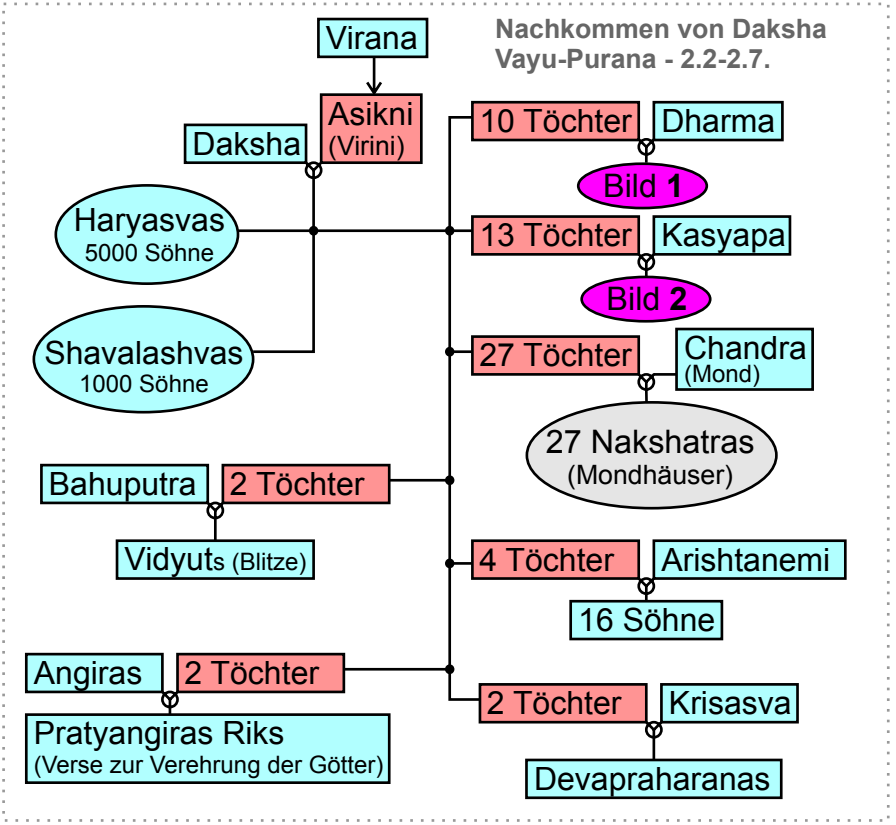 Virana
Nachkommen von Daksha
Vayu-Purana - 2.2-2.7.
Asikni
(Virini)
Daksha
10 Töchter
Dharma
Bild 1
Haryasvas
5000 Söhne
13 Töchter
Kasyapa
Bild 2
Shavalashvas
1000 Söhne
27 Töchter
Chandra
(Mond)
27 Nakshatras
(Mondhäuser)
Bahuputra
2 Töchter
Vidyuts (Blitze)
4 Töchter
Arishtanemi
16 Söhne
Angiras
2 Töchter
Pratyangiras Riks
(Verse zur Verehrung der Götter)
2 Töchter
Krisasva
Devapraharanas